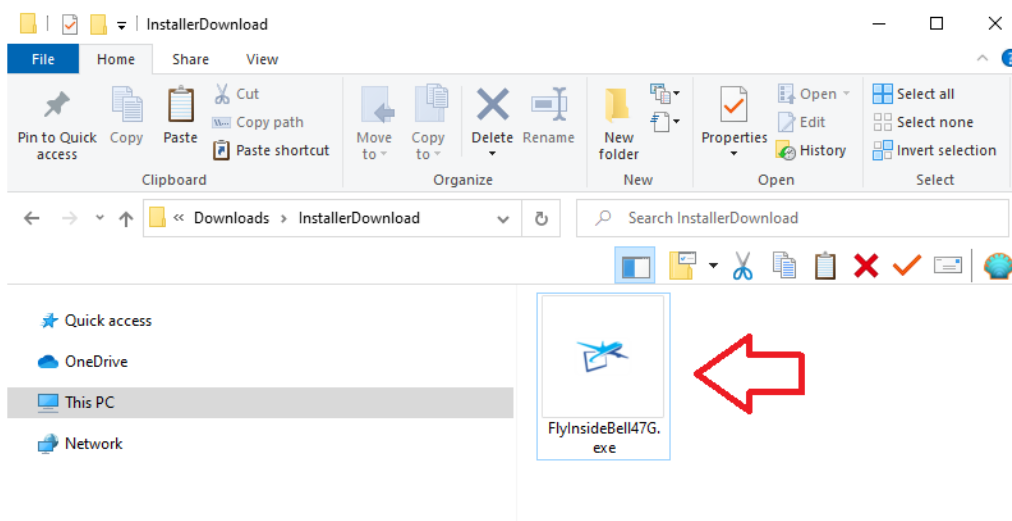 InstallerDownload
File Home Share View
Pin to Quick access
Copy
Paste
Cut
Copy path
Paste shortcut
Move to
Copy to
Delete
Rename
New folder
Properties
Open
Edit
History
Select all
Select none
Invert selection
Clipboard Organize New Open Select
« Downloads > InstallerDownload
Search InstallerDownload
Quick access
OneDrive
This PC
Network
FlyInsideBell47G.
exe